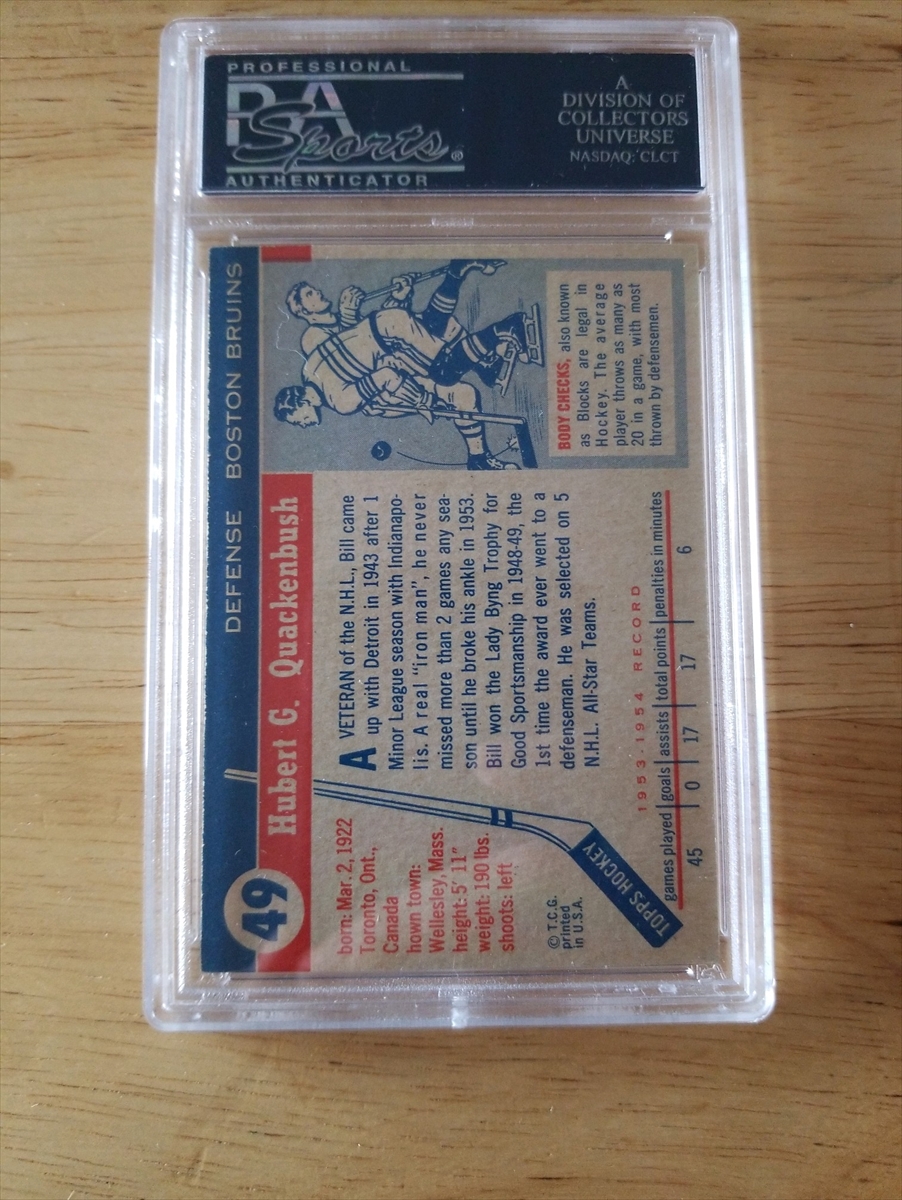 PROFESSIONAL
PSA
Sports®
AUTHENTICATOR
A
DIVISION OF
COLLECTORS
UNIVERSE
NASDAQ: CLCT
49
DEFENSE BOSTON BRUINS
Hubert G. Quackenbush
born: Mar. 2, 1922
Toronto, Ont.,
Canada
hown town:
Wellesley, Mass.
height: 5' 11"
weight: 190 lbs.
shoots: left
© T.C.G.
printed
in U.S.A.
TOPPS HOCKEY
A VETERAN of the N.H.L., Bill came
up with Detroit in 1943 after 1
Minor League season with Indianapo-
lis. A real "iron man", he never
missed more than 2 games any sea-
son until he broke his ankle in 1953.
Bill won the Lady Byng Trophy for
Good Sportsmanship in 1948-49, the
1st time the award ever went to a
defenseman. He was selected on 5
N.H.L. All-Star Teams.
BODY CHECKS, also known
as Blocks are legal in
Hockey. The average
player throws as many as
20 in a game, with most
thrown by defensemen.
1953-1954 RECORD
games played goals assists total points penalties in minutes
45 0 17 17 6